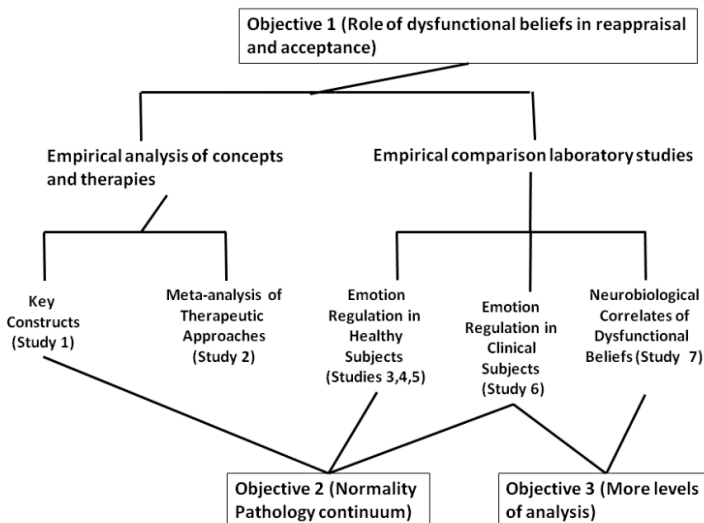 Objective 1 (Role of dysfunctional beliefs in reappraisal
and acceptance)
Empirical analysis of concepts
and therapies
Empirical comparison laboratory studies
Key
Constructs
(Study 1)
Meta-analysis of
Therapeutic
Approaches
(Study 2)
Emotion
Regulation in
Healthy
Subjects
(Studies 3,4,5)
Emotion
Regulation in
Clinical
Subjects
(Study 6)
Neurobiological
Correlates of
Dysfunctional
Beliefs (Study 7)
Objective 2 (Normality
Pathology continuum)
Objective 3 (More levels
of analysis)